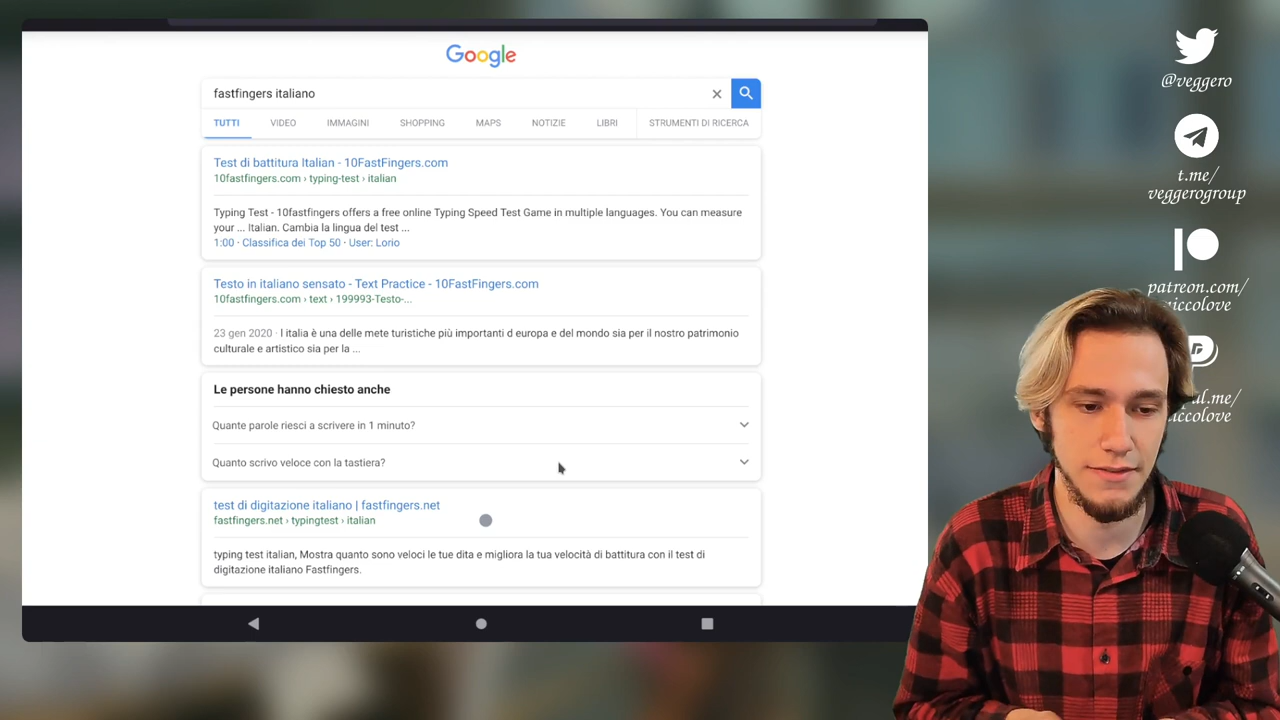 Google
fastfingers italiano
TUTTI VIDEO IMMAGINI SHOPPING MAPS NOTIZIE LIBRI STRUMENTI DI RICERCA
Test di battitura Italian - 10FastFingers.com
10fastfingers.com › typing-test › italian
Typing Test - 10fastfingers offers a free online Typing Speed Test Game in multiple languages. You can measure
your ... Italian. Cambia la lingua del test ...
1:00 · Classifica dei Top 50 · User: Lorio
Testo in italiano sensato - Text Practice - 10FastFingers.com
10fastfingers.com › text › 199993-Testo-...
23 gen 2020 · l italia è una delle mete turistiche più importanti d europa e del mondo sia per il nostro patrimonio
culturale e artistico sia per la ...
Le persone hanno chiesto anche
Quante parole riesci a scrivere in 1 minuto?
Quanto scrivo veloce con la tastiera?
test di digitazione italiano | fastfingers.net
fastfingers.net › typingtest › italian
typing test italian, Mostra quanto sono veloci le tue dita e migliora la tua velocità di battitura con il test di
digitazione italiano Fastfingers.
@veggero
t.me/
veggerogroup
patreon.com/